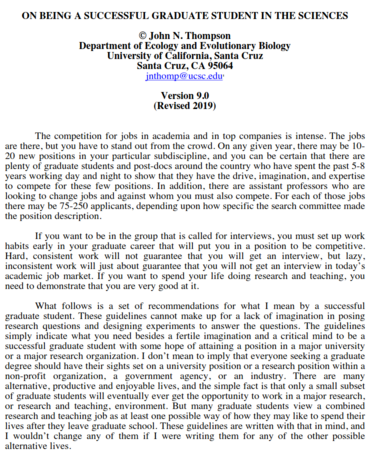 ON BEING A SUCCESSFUL GRADUATE STUDENT IN THE SCIENCES
© John N. Thompson
Department of Ecology and Evolutionary Biology
University of California, Santa Cruz
Santa Cruz, CA 95064
jnthomp@ucsc.edu
Version 9.0
(Revised 2019)
The competition for jobs in academia and in top companies is intense. The jobs
are there, but you have to stand out from the crowd. On any given year, there may be 10-
20 new positions in your particular subdiscipline, and you can be certain that there are
plenty of graduate students and post-docs around the country who have spent the past 5-8
years working day and night to show that they have the drive, imagination, and expertise
to compete for these few positions. In addition, there are assistant professors who are
looking to change jobs and against whom you must also compete. For each of those jobs
there may be 75-250 applicants, depending upon how specific the search committee made
the position description.
If you want to be in the group that is called for interviews, you must set up work
habits early in your graduate career that will put you in a position to be competitive.
Hard, consistent work will not guarantee that you will get an interview, but lazy,
inconsistent work will just about guarantee that you will not get an interview in today's
academic job market. If you want to spend your life doing research and teaching, you
need to demonstrate that you are very good at it.
What follows is a set of recommendations for what I mean by a successful
graduate student. These guidelines cannot make up for a lack of imagination in posing
research questions and designing experiments to answer the questions. The guidelines
simply indicate what you need besides a fertile imagination and a critical mind to be a
successful graduate student with some hope of attaining a position in a major university
or a major research organization. I don't mean to imply that everyone seeking a graduate
degree should have their sights set on a university position or a research position within a
non-profit organization, a government agency, or an industry. There are many
alternative, productive and enjoyable lives, and the simple fact is that only a small subset
of graduate students will eventually ever get the opportunity to work in a major research,
or research and teaching, environment. But many graduate students view a combined
research and teaching job as at least one possible way of how they may like to spend their
lives after they leave graduate school. These guidelines are written with that in mind, and
I wouldn't change any of them if I were writing them for any of the other possible
alternative lives.